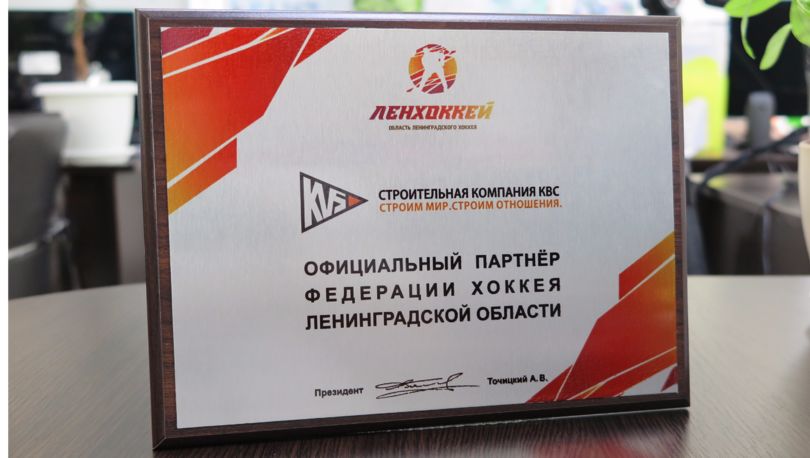 ЛЕНХОККЕЙ
ОБЛАСТЬ ЛЕНИНГРАДСКОГО ХОККЕЯ
KVS
СТРОИТЕЛЬНАЯ КОМПАНИЯ КВС
СТРОИМ МИР.СТРОИМ ОТНОШЕНИЯ.
ОФИЦИАЛЬНЫЙ ПАРТНЁР
ФЕДЕРАЦИИ ХОККЕЯ
ЛЕНИНГРАДСКОЙ ОБЛАСТИ
Президент Точицкий А.В.